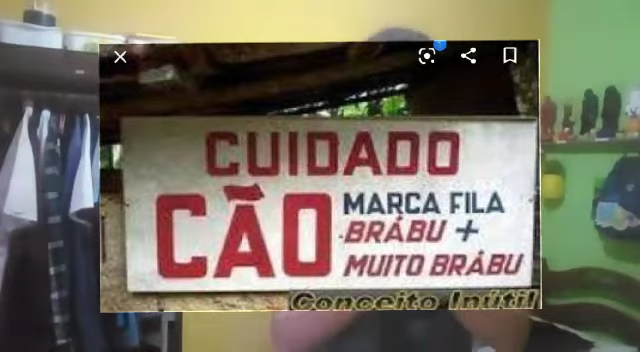 CUIDADO
CÃO
MARCA FILA
BRÁBU +
MUITO BRÁBU
Conceito Inútil